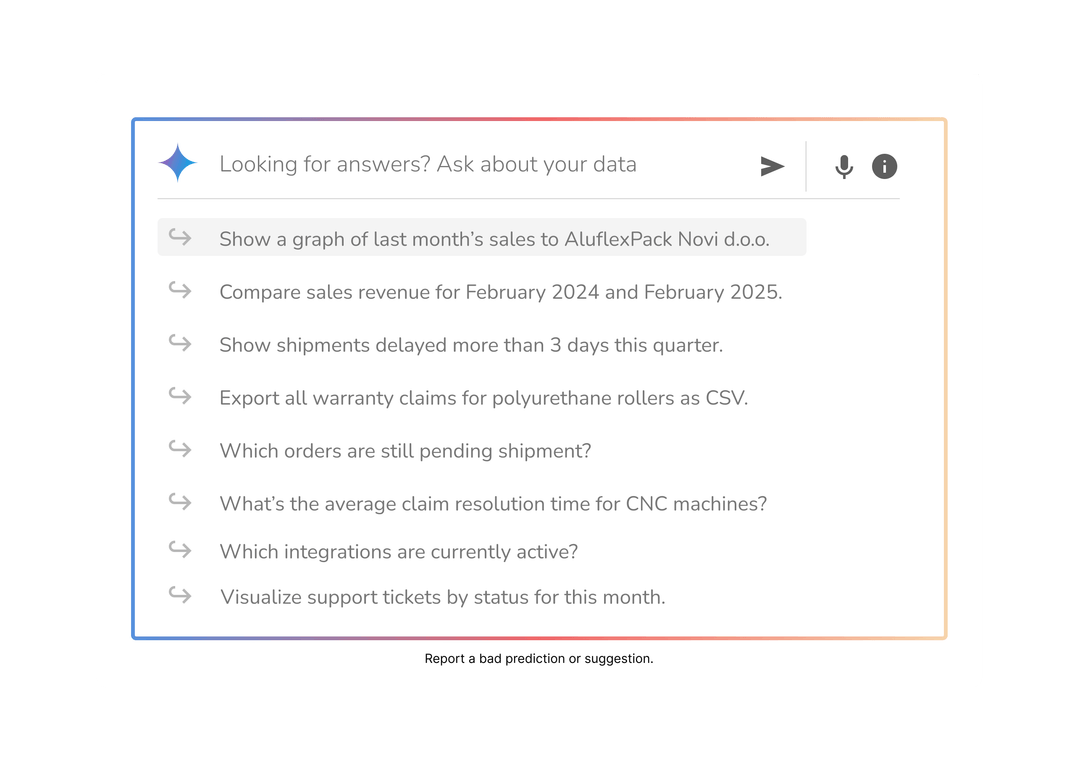 Looking for answers? Ask about your data
Show a graph of last month’s sales to AluflexPack Novi d.o.o.
Compare sales revenue for February 2024 and February 2025.
Show shipments delayed more than 3 days this quarter.
Export all warranty claims for polyurethane rollers as CSV.
Which orders are still pending shipment?
What’s the average claim resolution time for CNC machines?
Which integrations are currently active?
Visualize support tickets by status for this month.
Report a bad prediction or suggestion.